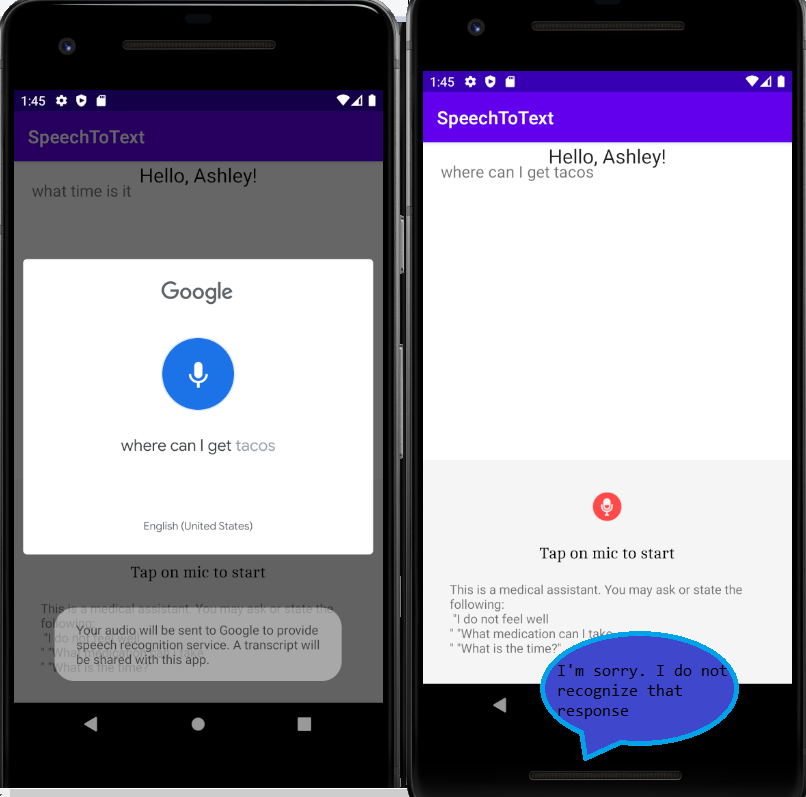 1:45
SpeechToText
Hello, Ashley!
what time is it
Google
where can I get tacos
English (United States)
Tap on mic to start
This is a medical assistant. You may ask or state the
following:
"I do not feel well
" "What medication can I take
" "What is the time?"
Your audio will be sent to Google to provide
speech recognition service. A transcript will
be shared with this app.
1:45
SpeechToText
Hello, Ashley!
where can I get tacos
Tap on mic to start
This is a medical assistant. You may ask or state the
following:
"I do not feel well
" "What medication can I take
" "What is the time?"
I'm sorry. I do not
recognize that
response